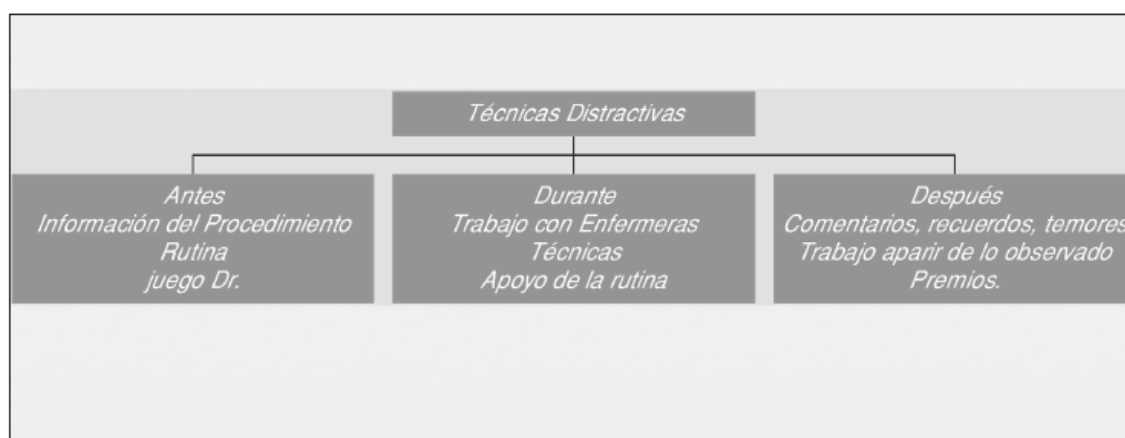 Técnicas Distractivas
Antes
Información del Procedimiento
Rutina
juego Dr.
Durante
Trabajo con Enfermeras
Técnicas
Apoyo de la rutina
Después
Comentarios, recuerdos, temores
Trabajo aparir de lo observado
Premios.